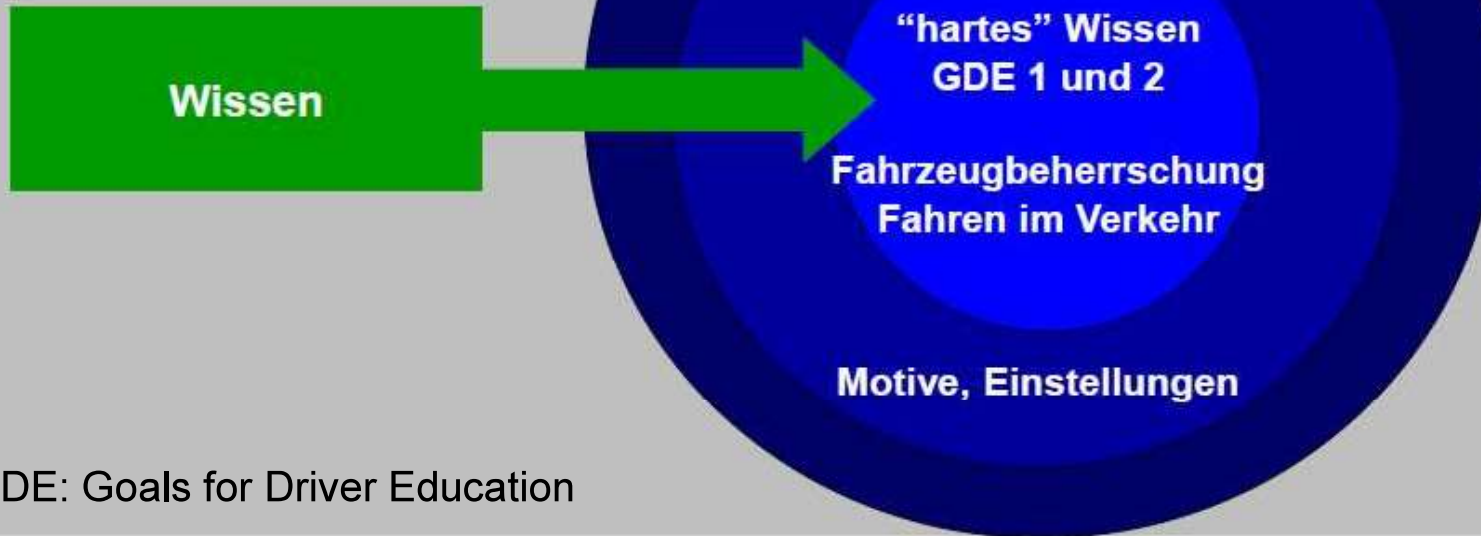 Wissen
“hartes” Wissen
GDE 1 und 2
Fahrzeugbeherrschung
Fahren im Verkehr
Motive, Einstellungen
DE: Goals for Driver Education